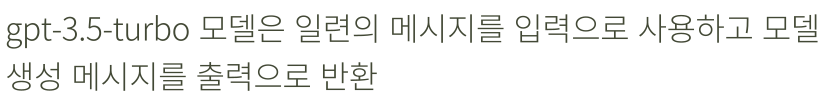 gpt-3.5-turbo 모델은 일련의 메시지를 입력으로 사용하고 모델
생성 메시지를 출력으로 반환